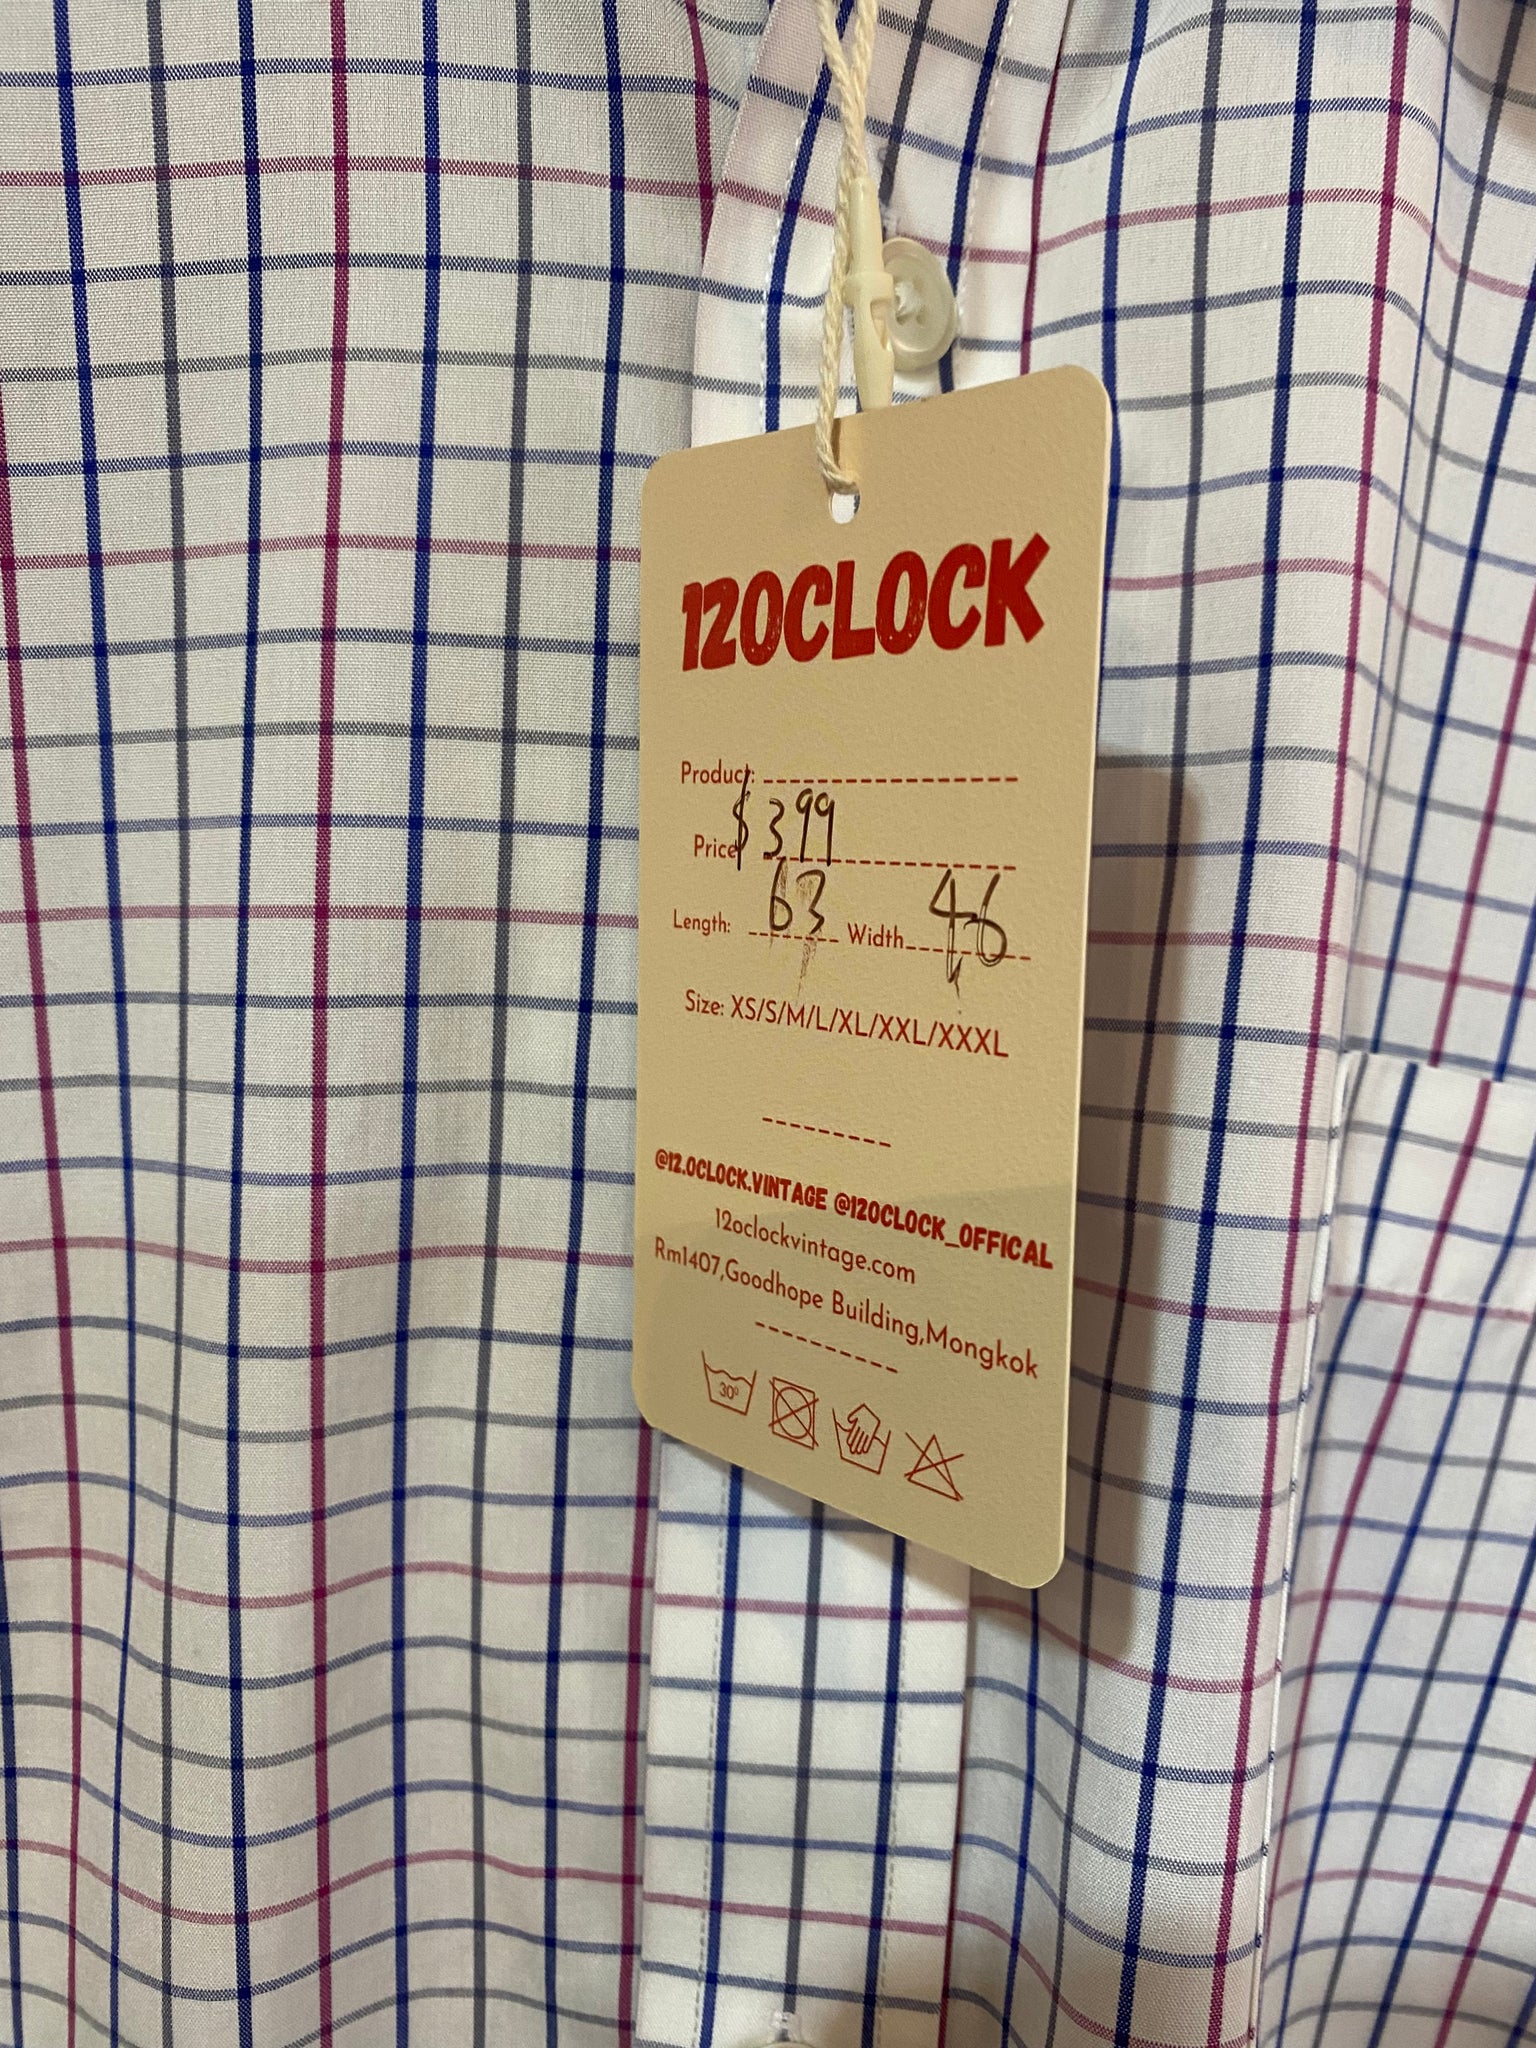 12OCLOCK
Product:
Price $399
Length: 63 Width 46
Size: XS/S/M/L/XL/XXL/XXXL
@12.OCLOCK.VINTAGE @12OCLOCK_OFFICAL
12oclockvintage.com
Rm1407,Goodhope Building,Mongkok
30°